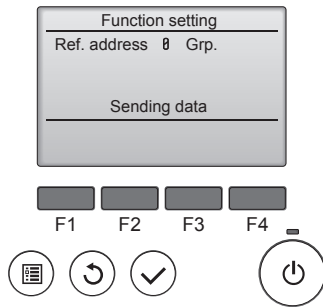 Function setting
Ref. address 0 Grp.
Sending data
F1 F2 F3 F4